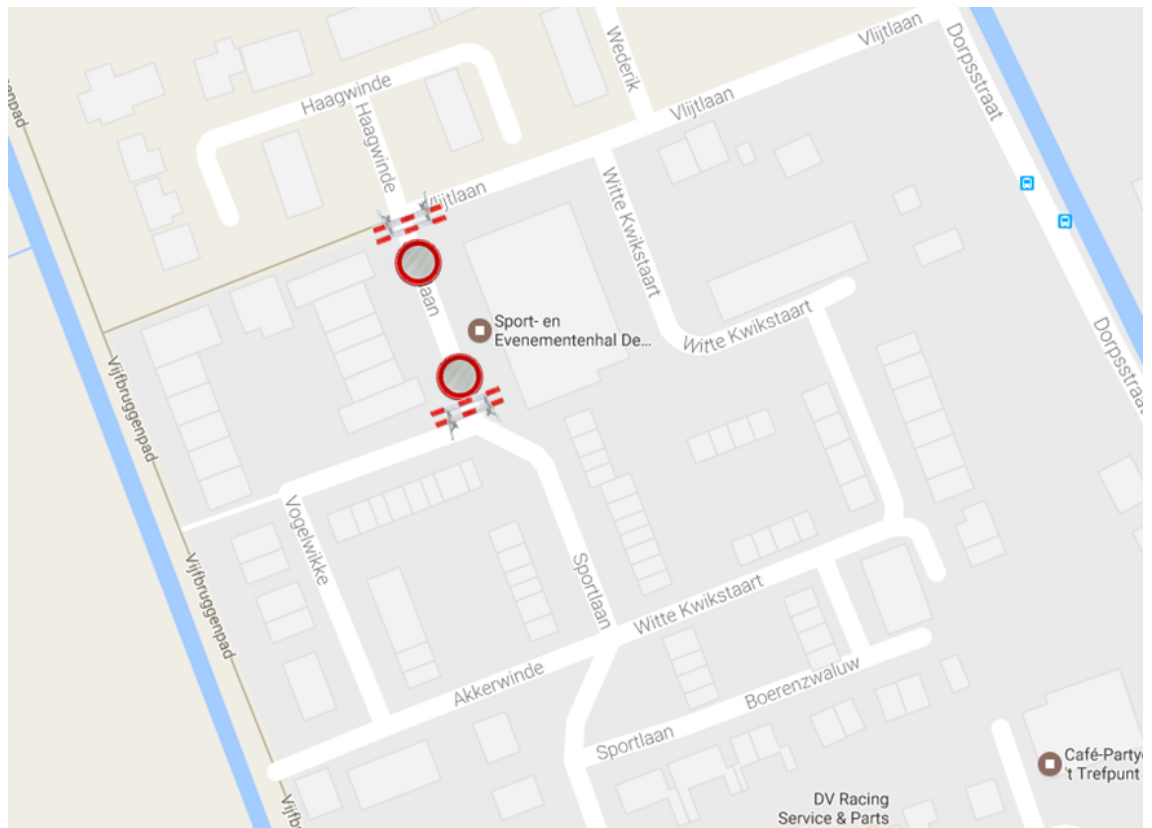 Vlijtlaan
Dorpsstraat
Wederik
Haagwinde
Vlijtlaan
Haagwinde
Vlijtlaan
Witte Kwikstaart
Sport- en
Evenementenhal De...
Witte Kwikstaart
Dorpsstraat
Vijfbruggenpad
Vogelwikke
Vijfbruggenpad
Sportlaan
Witte Kwikstaart
Akkerwinde
Boerenzwaluw
Sportlaan
Café-Party
't Trefpunt
DV Racing
Service & Parts